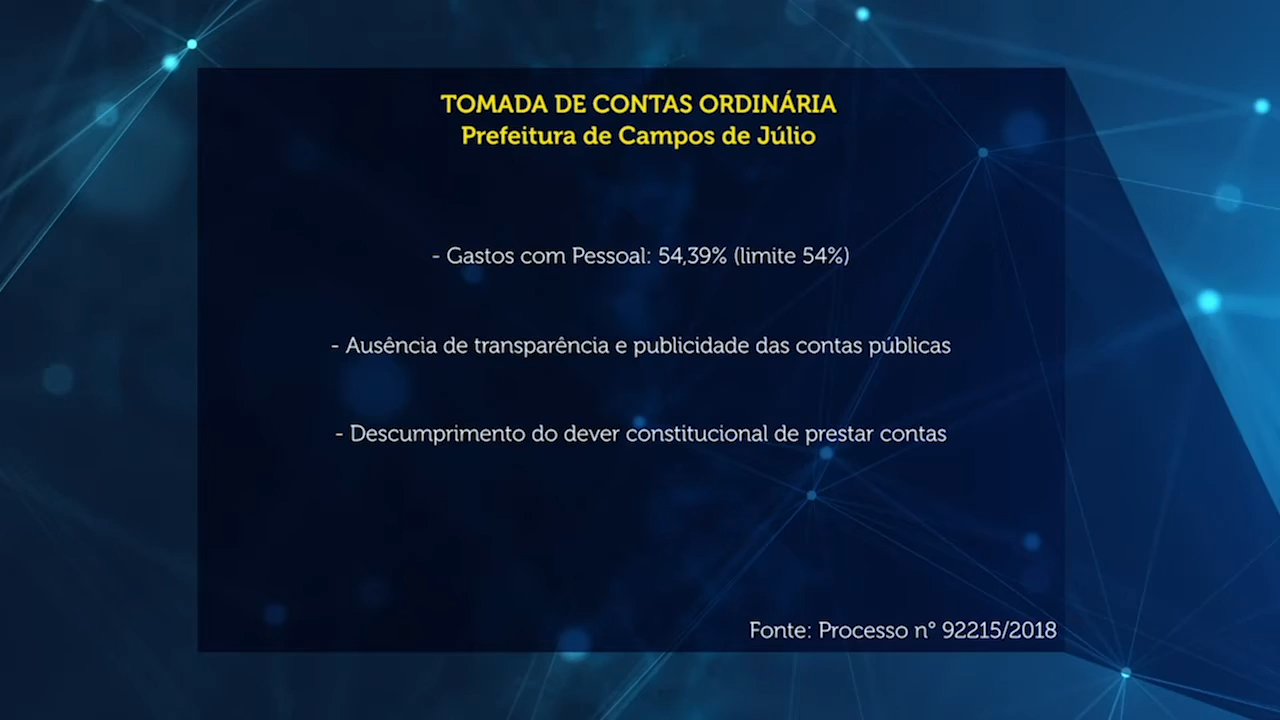 TOMADA DE CONTAS ORDINÁRIA
Prefeitura de Campos de Júlio
- Gastos com Pessoal: 54,39% (limite 54%)
- Ausência de transparência e publicidade das contas públicas
- Descumprimento do dever constitucional de prestar contas
Fonte: Processo n° 92215/2018